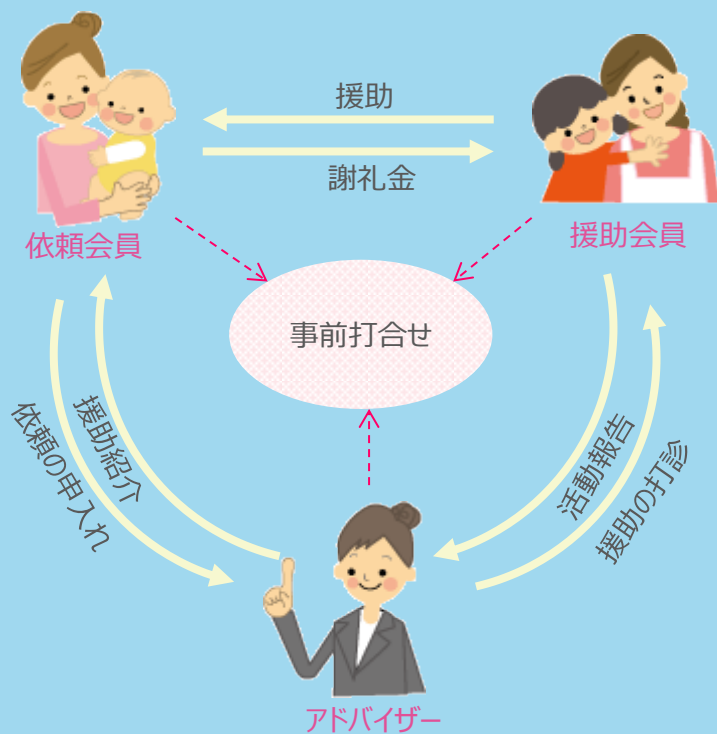 援助
謝礼金
依頼会員
援助会員
事前打合せ
援助紹介
依頼の申入れ
活動報告
援助の打診
アドバイザー